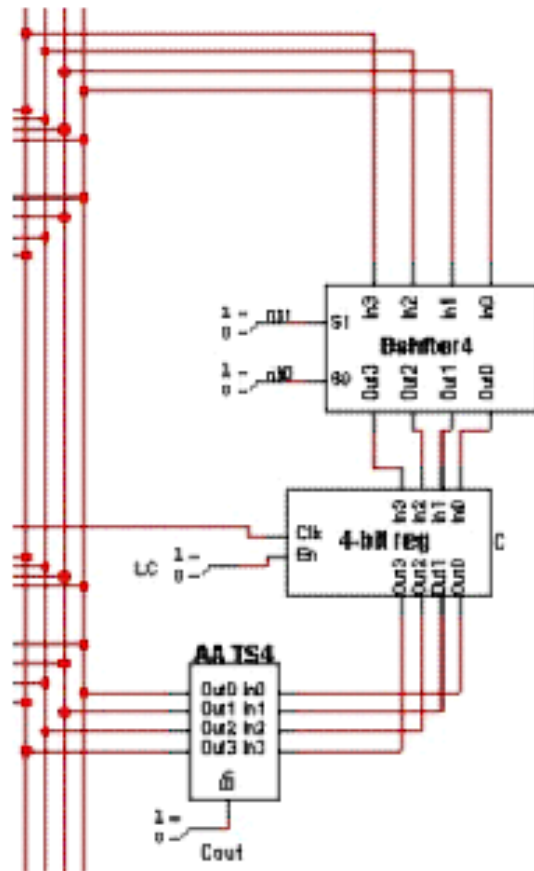 In3 In2 In1 In0
1
0
S1
Bshifter4
1
0
S0
Out3 Out2 Out1 Out0
In3 In2 In1 In0
Clk
4-bit reg
C
LC
1
0
En
Out3 Out2 Out1 Out0
AA TS4
Out0 In0
Out1 In1
Out2 In2
Out3 In3
En
1
0
Cout